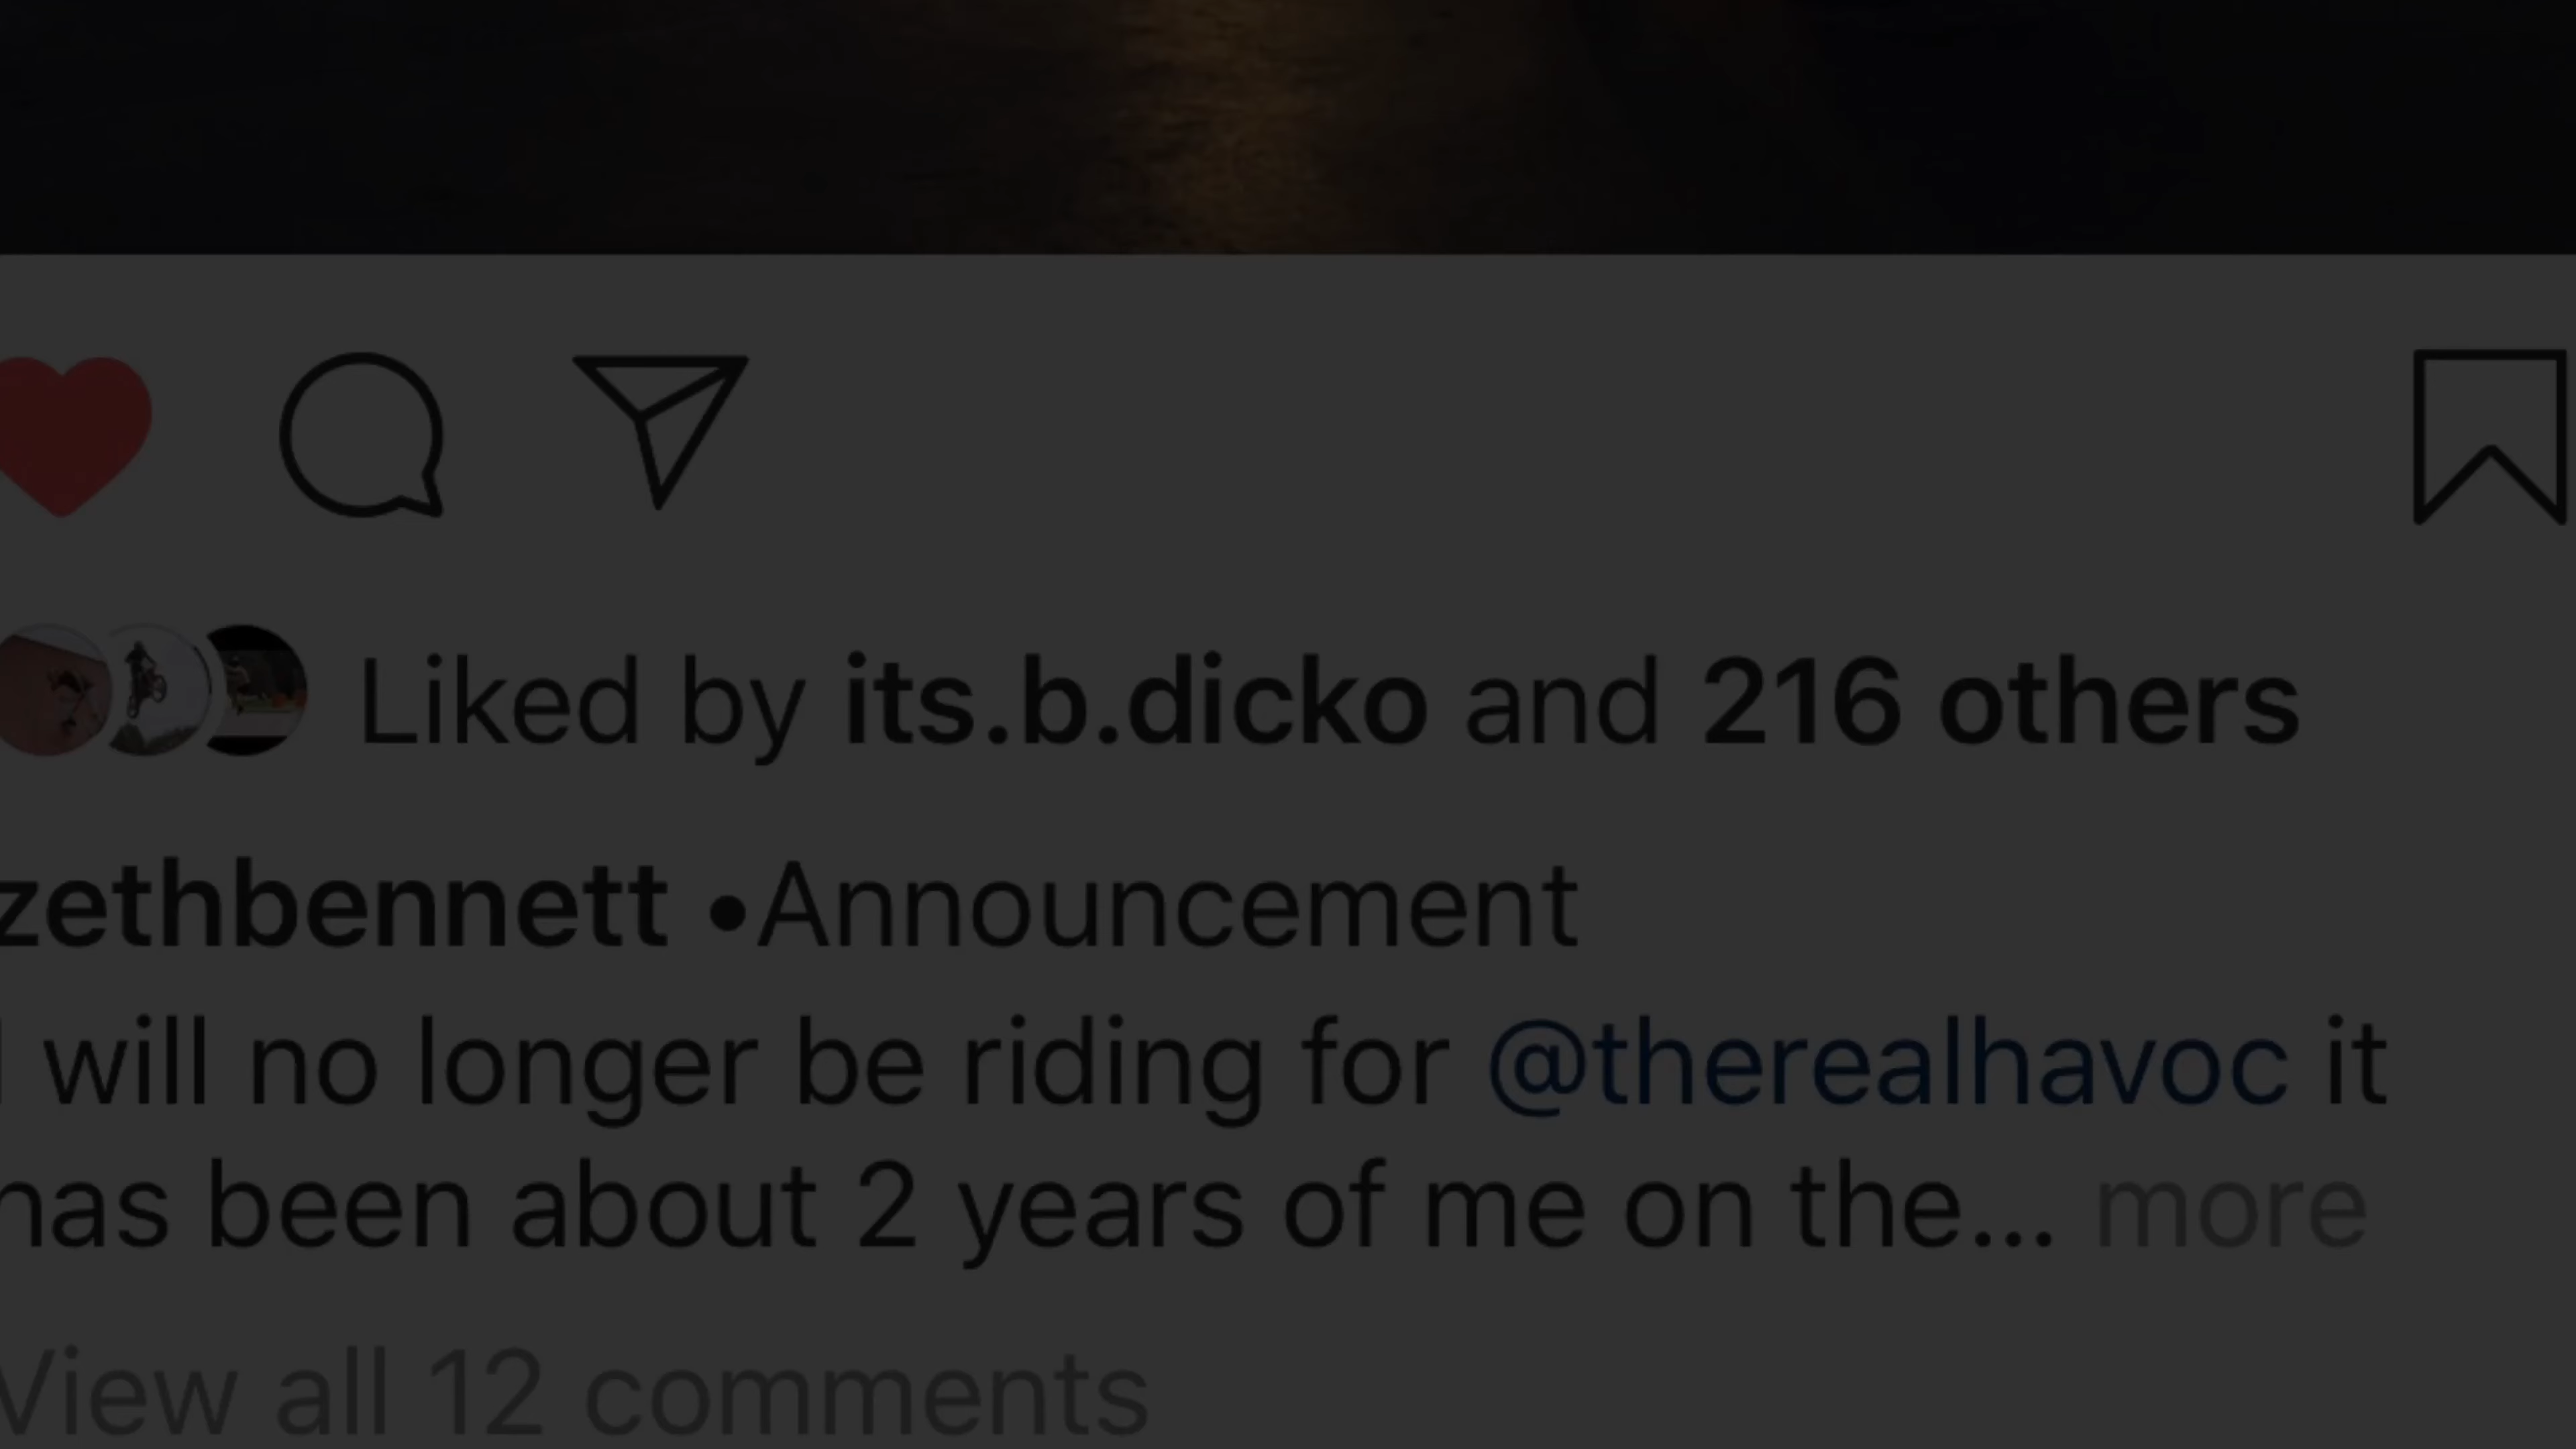 Liked by its.b.dicko and 216 others
zethbennett •Announcement
I will no longer be riding for @therealhavoc it
has been about 2 years of me on the... more
View all 12 comments